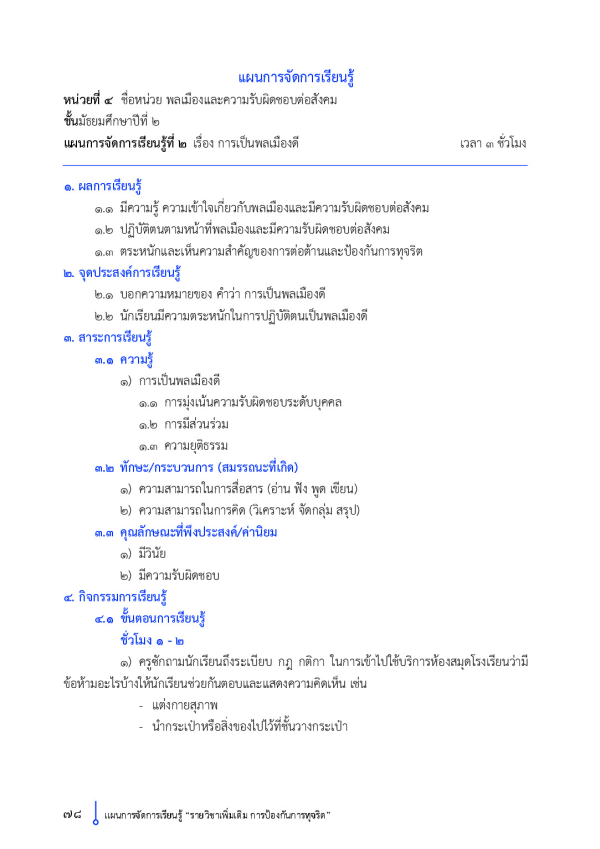 แผนการจัดการเรียนรู้
หน่วยที่ ๔ ชื่อหน่วย พลเมืองและความรับผิดชอบต่อสังคม
ชั้นมัธยมศึกษาปีที่ ๒
แผนการจัดการเรียนรู้ที่ ๒ เรื่อง การเป็นพลเมืองดี เวลา ๓ ชั่วโมง
๑. ผลการเรียนรู้
๑.๑ มีความรู้ ความเข้าใจเกี่ยวกับพลเมืองและมีความรับผิดชอบต่อสังคม
๑.๒ ปฏิบัติตนตามหน้าที่พลเมืองและมีความรับผิดชอบต่อสังคม
๑.๓ ตระหนักและเห็นความสำคัญของการต่อต้านและป้องกันการทุจริต
๒. จุดประสงค์การเรียนรู้
๒.๑ บอกความหมายของ คำว่า การเป็นพลเมืองดี
๒.๒ นักเรียนมีความตระหนักในการปฏิบัติตนเป็นพลเมืองดี
๓. สาระการเรียนรู้
๓.๑ ความรู้
๑) การเป็นพลเมืองดี
๑.๑ การมุ่งเน้นความรับผิดชอบระดับบุคคล
๑.๒ การมีส่วนร่วม
๑.๓ ความยุติธรรม
๓.๒ ทักษะ/กระบวนการ (สมรรถนะที่เกิด)
๑) ความสามารถในการสื่อสาร (อ่าน ฟัง พูด เขียน)
๒) ความสามารถในการคิด (วิเคราะห์ จัดกลุ่ม สรุป)
๓.๓ คุณลักษณะที่พึงประสงค์/ค่านิยม
๑) มีวินัย
๒) มีความรับผิดชอบ
๔. กิจกรรมการเรียนรู้
๔.๑ ขั้นตอนการเรียนรู้
ชั่วโมง ๑ - ๒
๑) ครูซักถามนักเรียนถึงระเบียบ กฎ กติกา ในการเข้าไปใช้บริการห้องสมุดโรงเรียนว่ามี
ข้อห้ามอะไรบ้างให้นักเรียนช่วยกันตอบและแสดงความคิดเห็น เช่น
- แต่งกายสุภาพ
- นำกระเป๋าหรือสิ่งของไปไว้ที่ชั้นวางกระเป๋า
๗๘ แผนการจัดการเรียนรู้ “รายวิชาเพิ่มเติม การป้องกันการทุจริต”